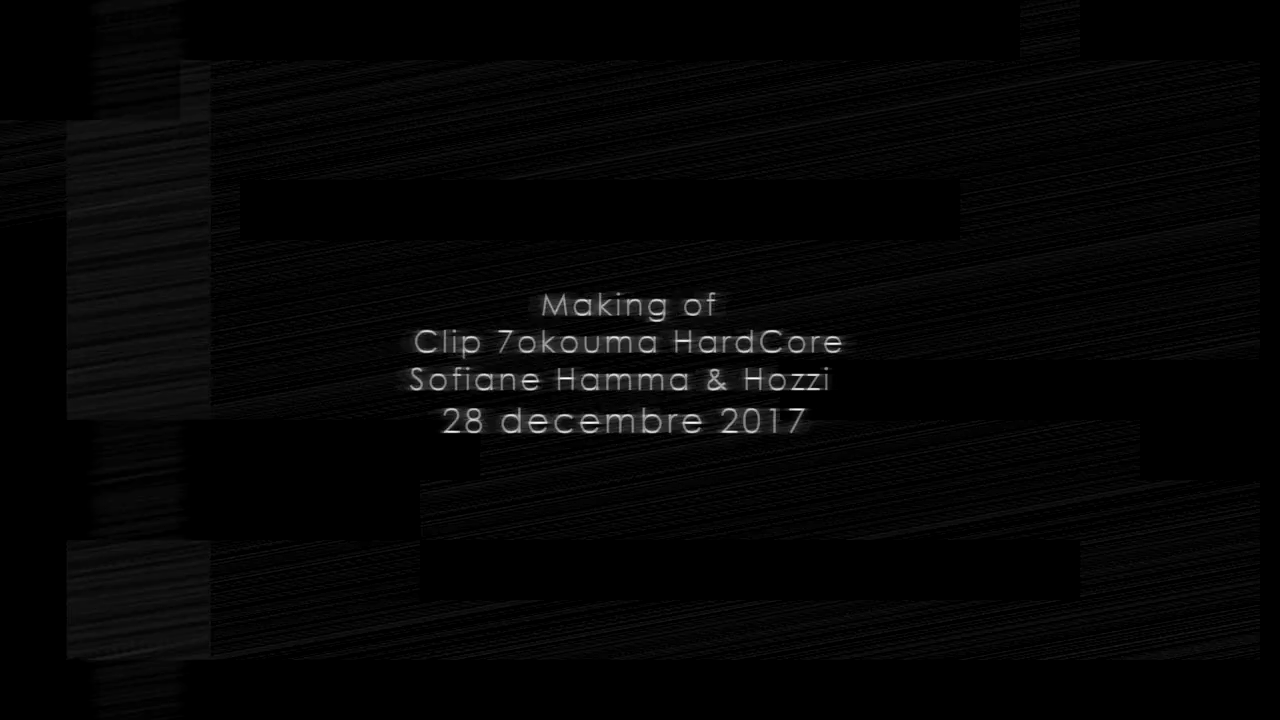 Making of
Clip 7okouma HardCore
Sofiane Hamma & Hozzi
28 decembre 2017